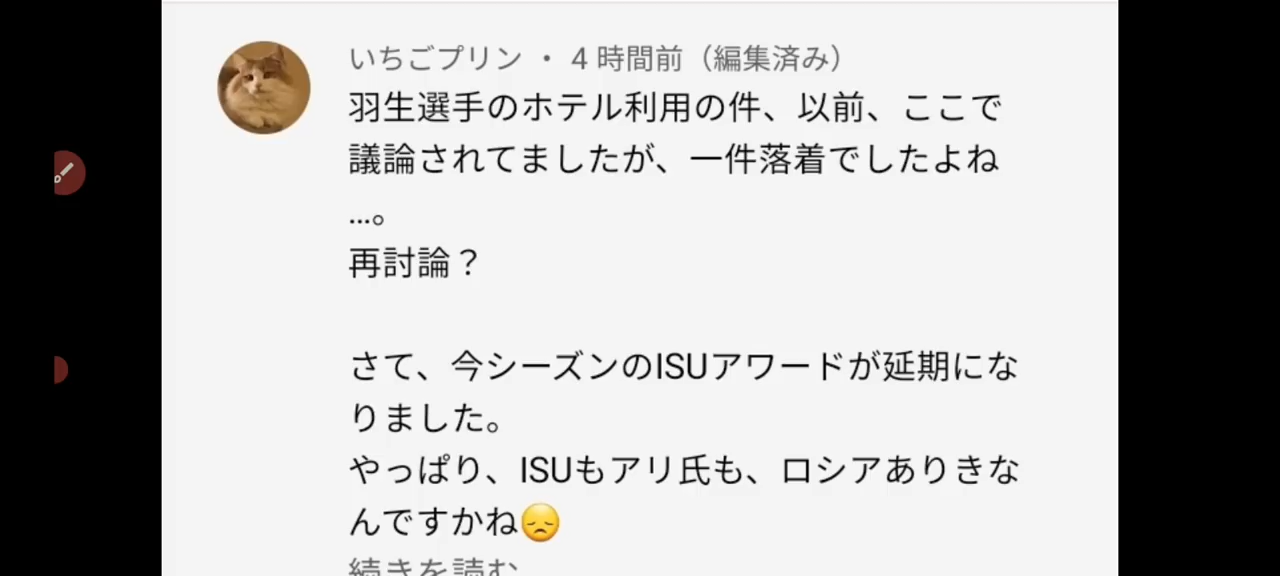 いちごプリン ・ 4 時間前（編集済み）
羽生選手のホテル利用の件、以前、ここで
議論されてましたが、一件落着でしたよね
…。
再討論？
さて、今シーズンのISUアワードが延期にな
りました。
やっぱり、ISUもアリ氏も、ロシアありきな
んですかね😞
続きを読む